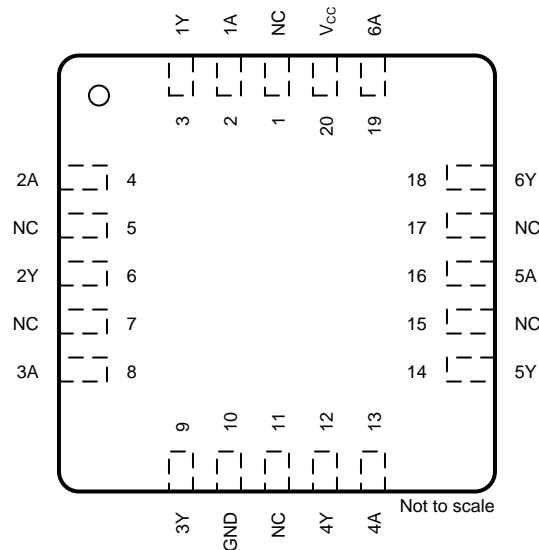 1Y 1A NC VCC 6A
3 2 1 20 19
2A 4 18 6Y
NC 5 17 NC
2Y 6 16 5A
NC 7 15 NC
3A 8 14 5Y
9 10 11 12 13
3Y GND NC 4Y 4A
Not to scale